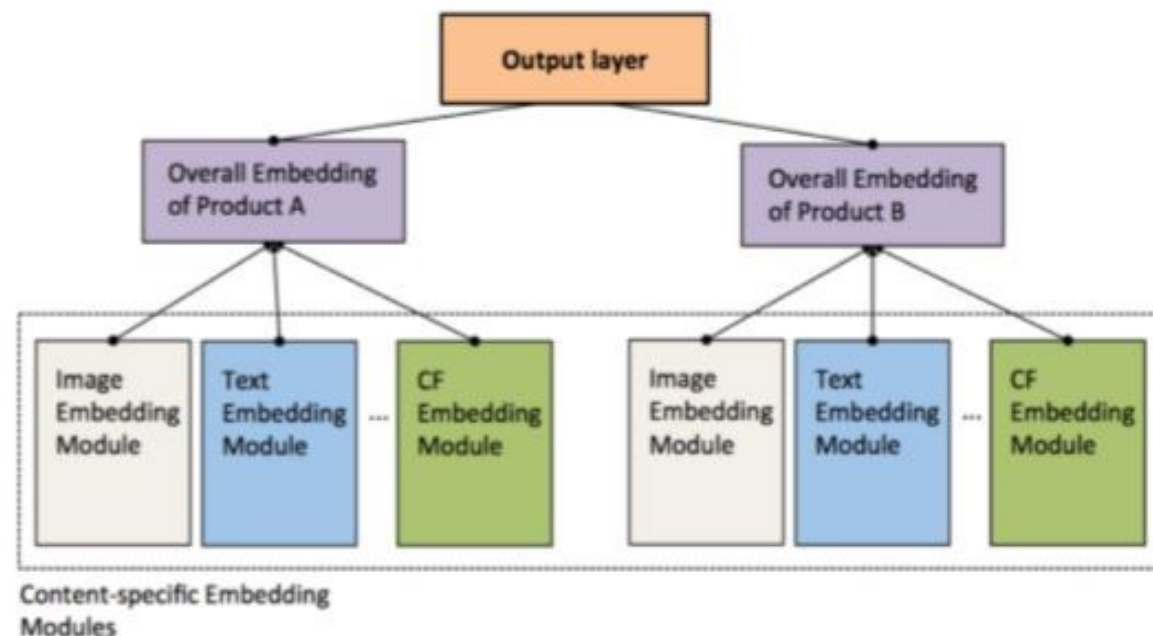 Output layer
Overall Embedding
of Product A
Overall Embedding
of Product B
Image
Embedding
Module
Text
Embedding
Module
...
CF
Embedding
Module
Image
Embedding
Module
Text
Embedding
Module
...
CF
Embedding
Module
Content-specific Embedding
Modules